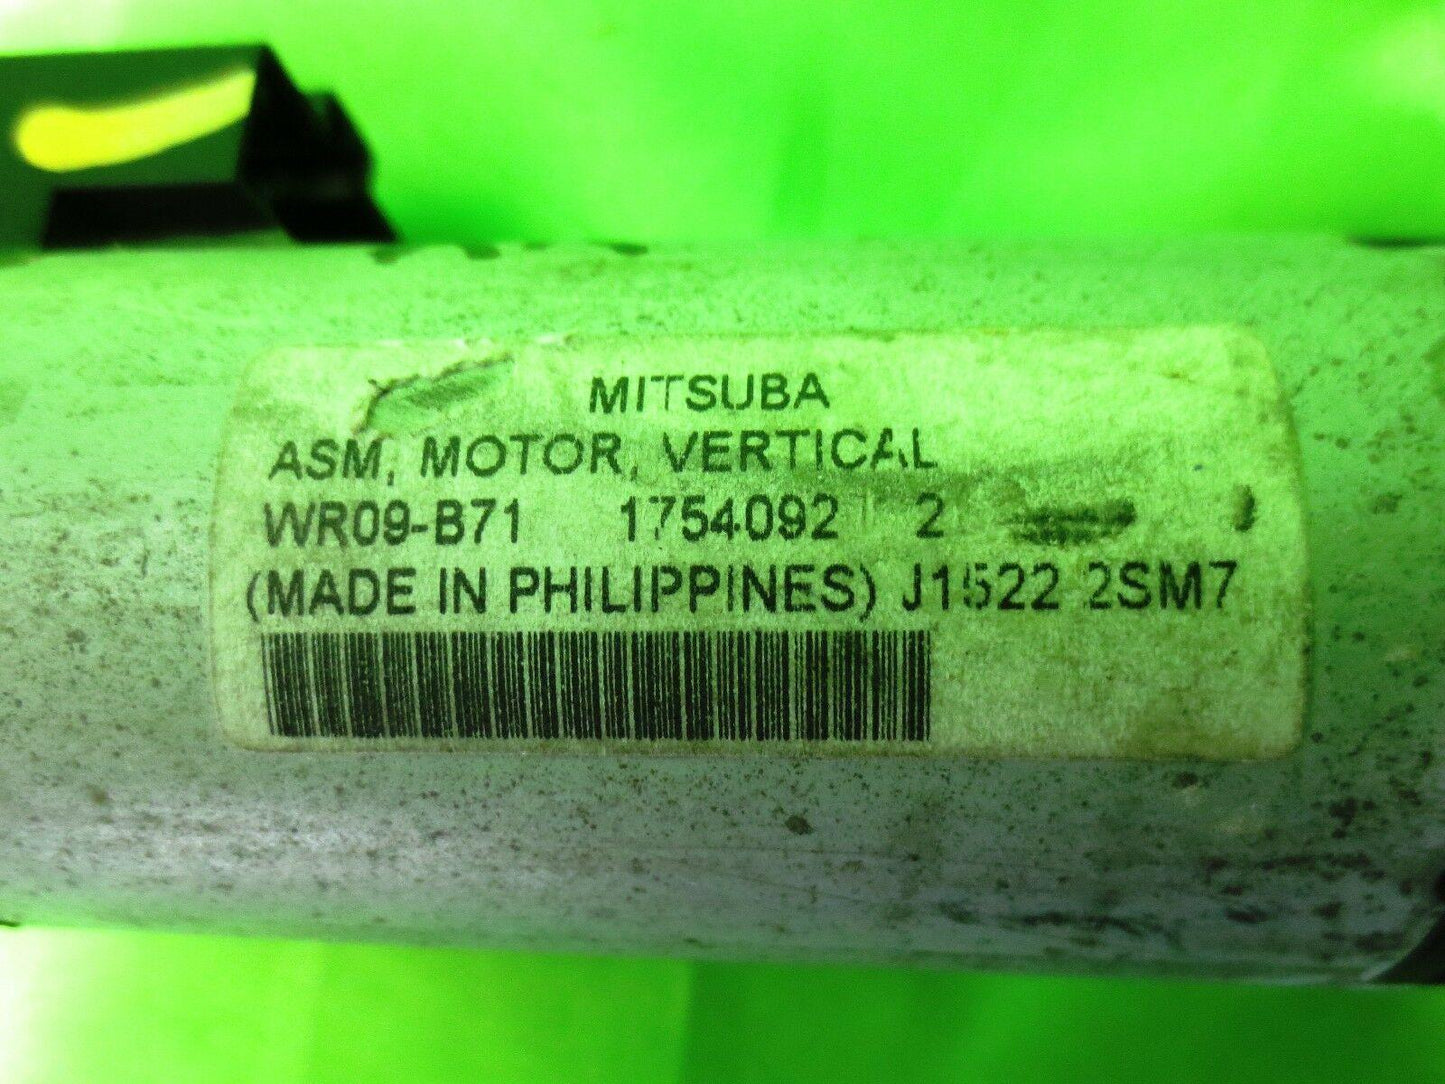 MITSUBA
ASM, MOTOR, VERTICAL
WR09-B71 1754092 2
(MADE IN PHILIPPINES) J1522 2SM7